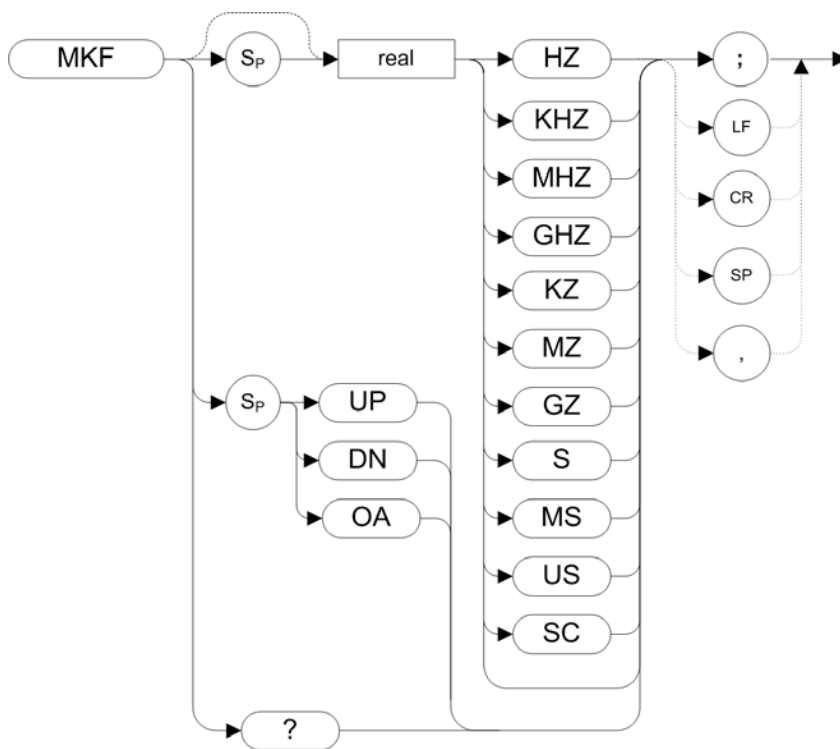 MKF
SP
real
HZ
;
KHZ
LF
MHZ
CR
GHZ
KZ
SP
MZ
,
SP
UP
GZ
DN
S
OA
MS
US
SC
?